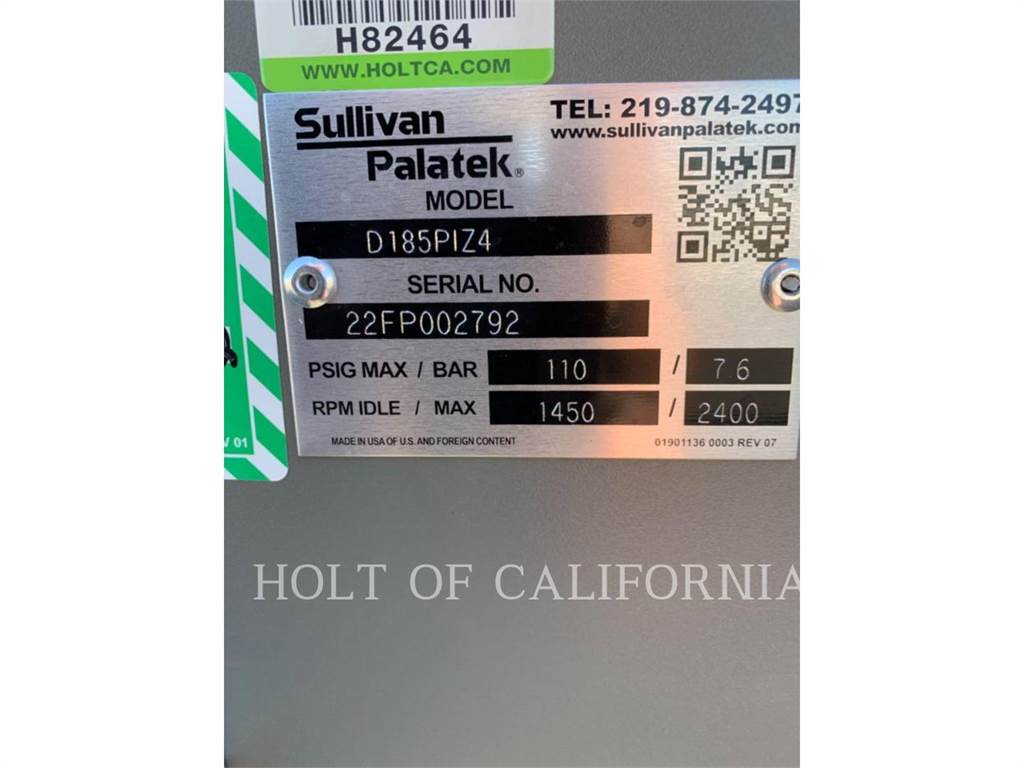 H82464
WWW.HOLTCA.COM
Sullivan
Palatek®
TEL: 219-874-2497
www.sullivanpalatek.com
MODEL
D185PIZ4
SERIAL NO.
22FP002792
PSIG MAX / BAR 110 / 7.6
RPM IDLE / MAX 1450 / 2400
MADE IN USA OF U.S. AND FOREIGN CONTENT 01901136 0003 REV 07
01
HOLT OF CALIFORNIA